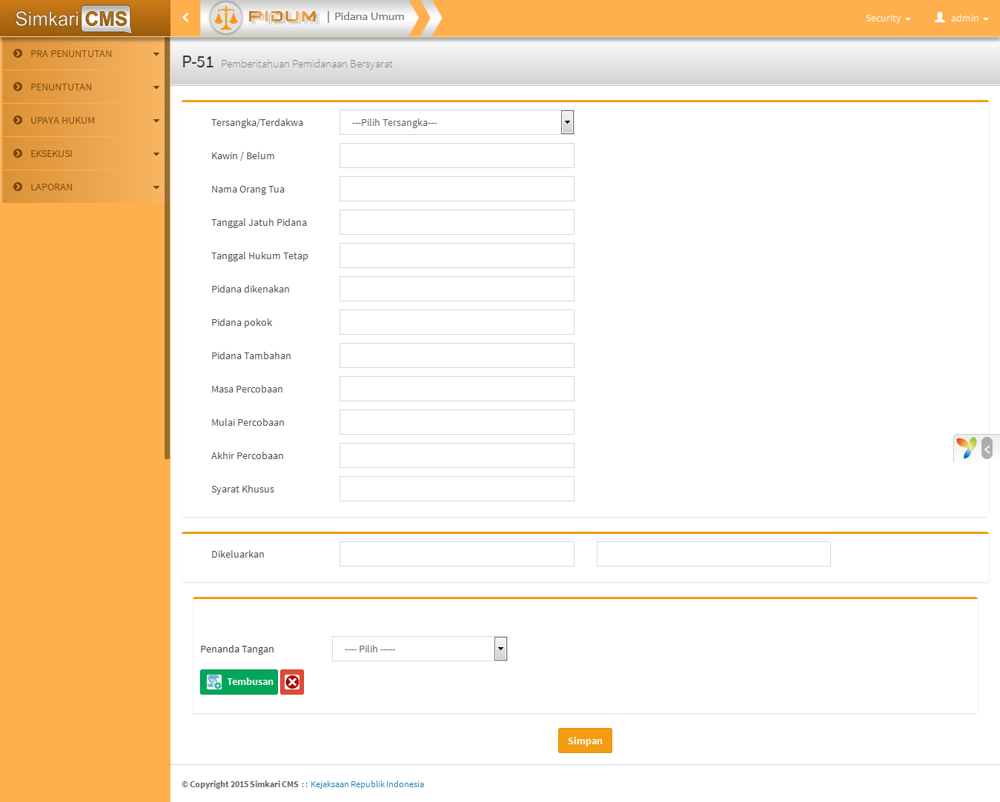 Simkari CMS
PIDUM | Pidana Umum
Security
admin
PRA PENUNTUTAN
PENUNTUTAN
UPAYA HUKUM
EKSEKUSI
LAPORAN
P-51 Pemberitahuan Pemidanaan Bersyarat
Tersangka/Terdakwa ---Pilih Tersangka---
Kawin / Belum
Nama Orang Tua
Tanggal Jatuh Pidana
Tanggal Hukum Tetap
Pidana dikenakan
Pidana pokok
Pidana Tambahan
Masa Percobaan
Mulai Percobaan
Akhir Percobaan
Syarat Khusus
Dikeluarkan
Penanda Tangan ---- Pilih -----
Tembusan
Simpan
© Copyright 2015 Simkari CMS :: Kejaksaan Republik Indonesia